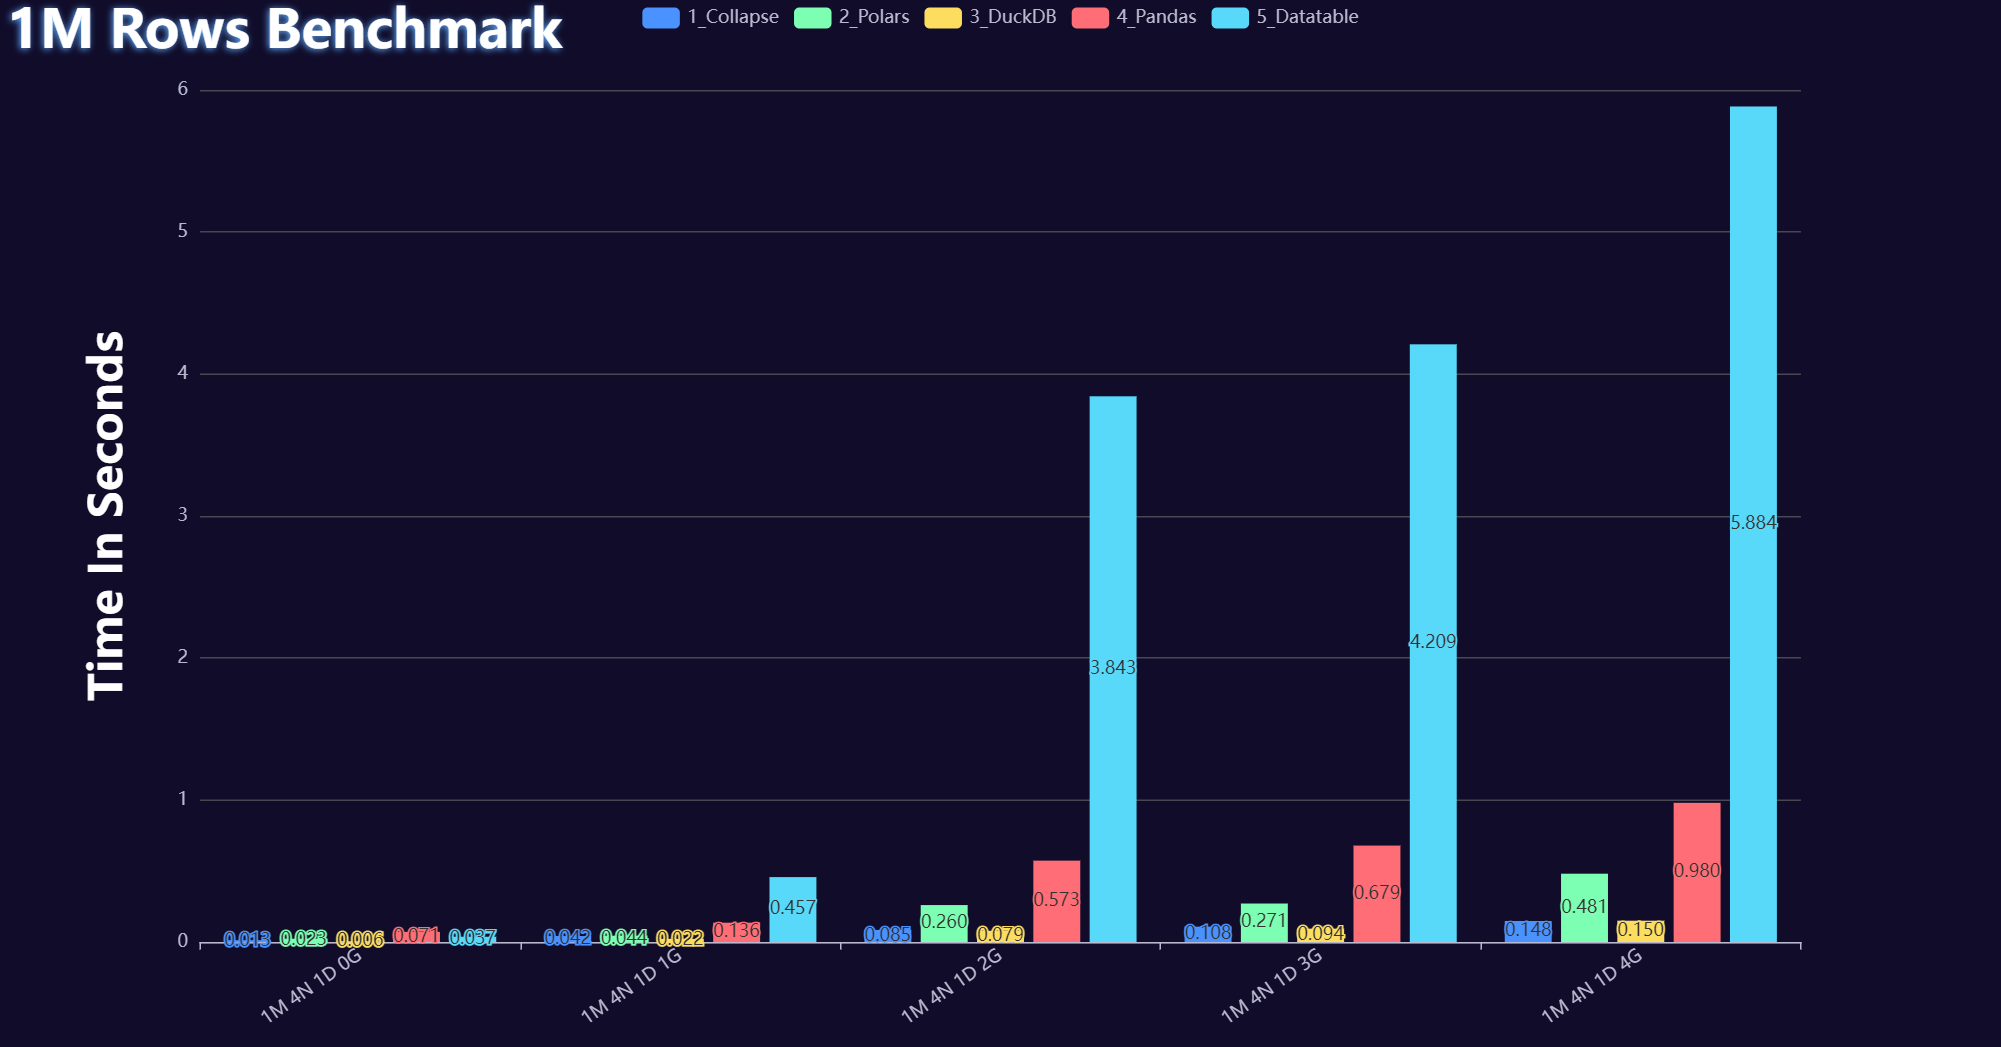 1M Rows Benchmark
1_Collapse 2_Polars 3_DuckDB 4_Pandas 5_Datatable
Time In Seconds
6
5
4
3
2
1
0
0.013 0.023 0.006 0.071 0.037
0.042 0.044 0.022 0.136 0.457
0.085 0.260 0.079 0.573 3.843
0.108 0.271 0.094 0.679 4.209
0.148 0.481 0.150 0.980 5.884
1M 4N 1D 0G
1M 4N 1D 1G
1M 4N 1D 2G
1M 4N 1D 3G
1M 4N 1D 4G